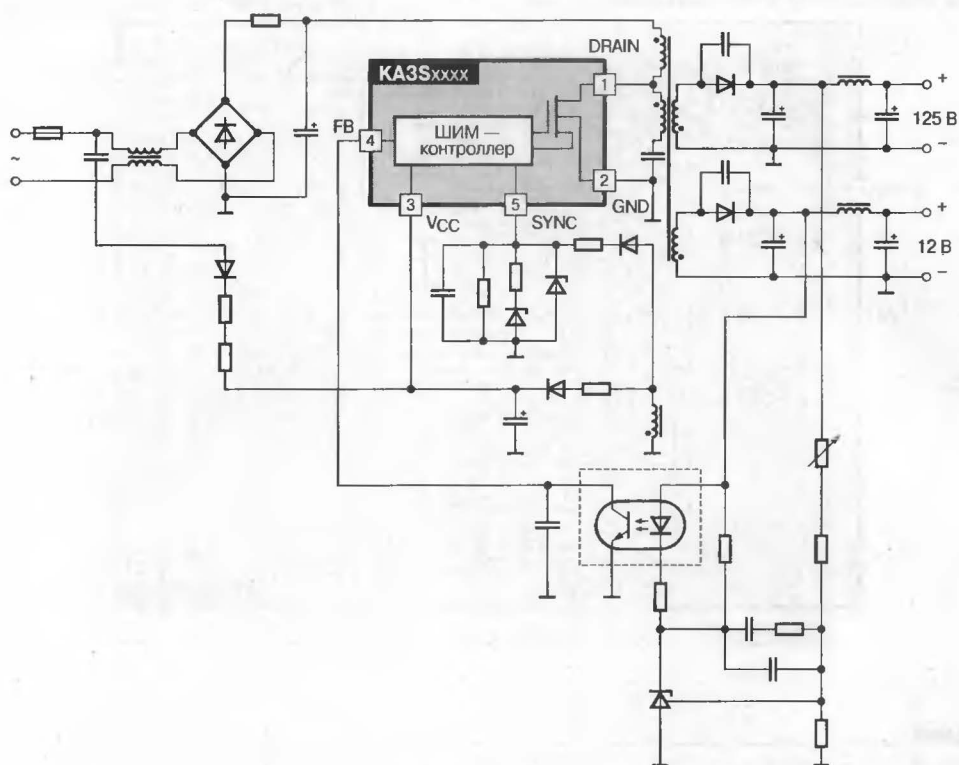 DRAIN
KA3Sxxxx
1
FB
4
ШИМ –
контроллер
2
GND
3
VCC
5
SYNC
~
+
125 В
–
+
12 В
–